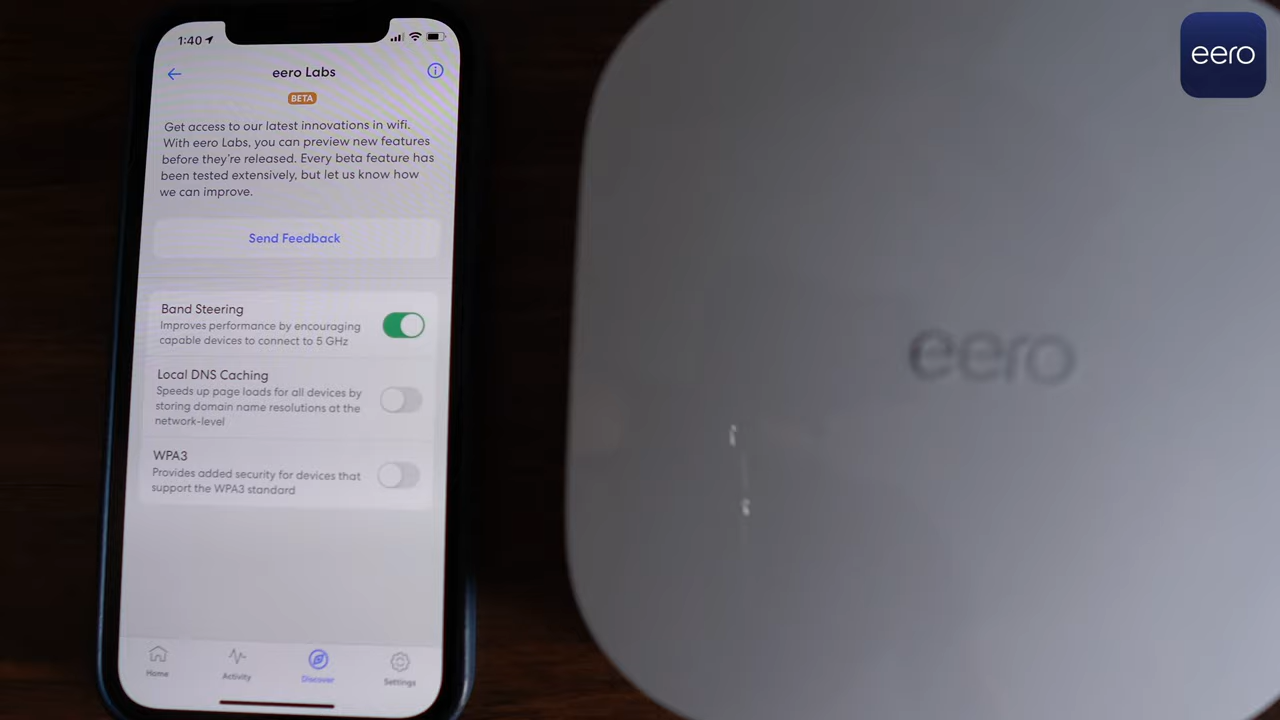 1:40
eero Labs
BETA
Get access to our latest innovations in wifi.
With eero Labs, you can preview new features
before they're released. Every beta feature has
been tested extensively, but let us know how
we can improve.
Send Feedback
Band Steering
Improves performance by encouraging
capable devices to connect to 5 GHz
Local DNS Caching
Speeds up page loads for all devices by
storing domain name resolutions at the
network-level
WPA3
Provides added security for devices that
support the WPA3 standard
Home
Activity
Discover
Settings
eero
eero